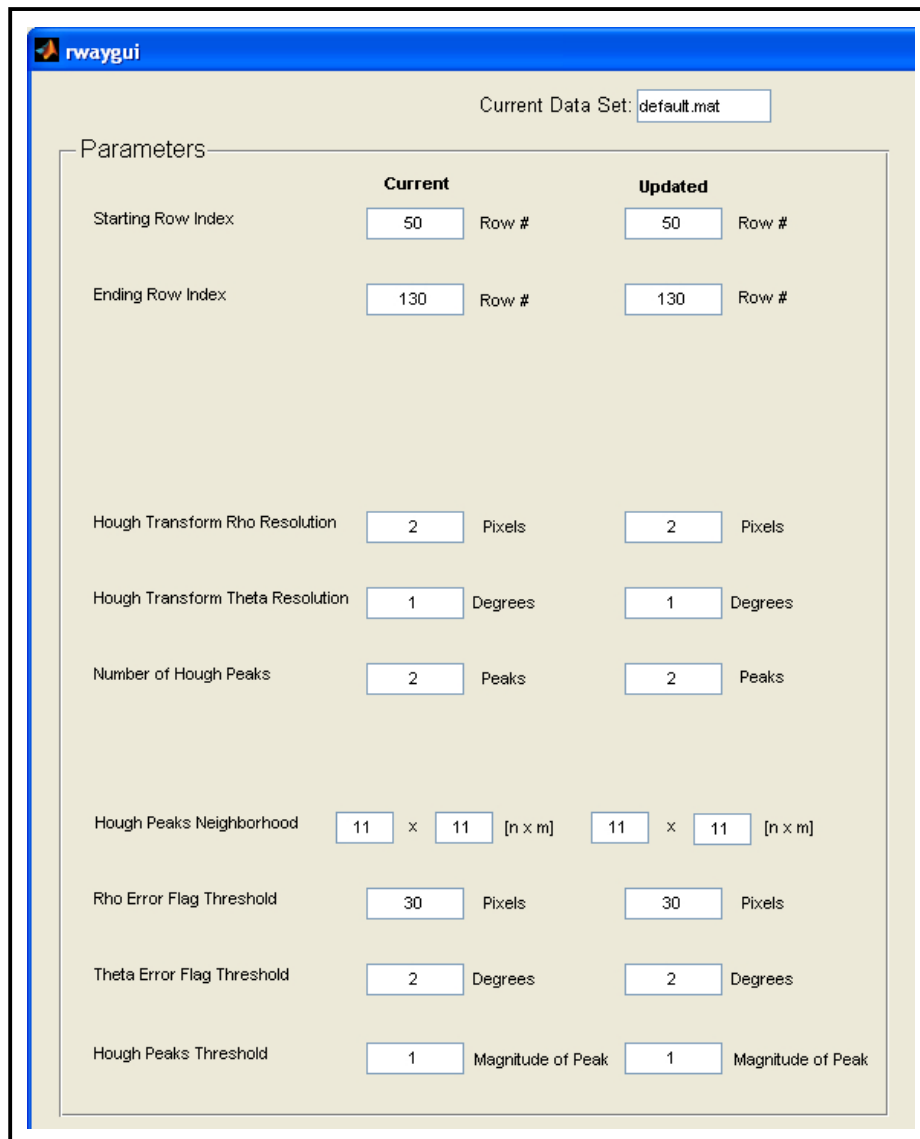 rwaygui
Current Data Set: default.mat
Parameters
Current Updated
Starting Row Index 50 Row # 50 Row #
Ending Row Index 130 Row # 130 Row #
Hough Transform Rho Resolution 2 Pixels 2 Pixels
Hough Transform Theta Resolution 1 Degrees 1 Degrees
Number of Hough Peaks 2 Peaks 2 Peaks
Hough Peaks Neighborhood 11 x 11 [n x m] 11 x 11 [n x m]
Rho Error Flag Threshold 30 Pixels 30 Pixels
Theta Error Flag Threshold 2 Degrees 2 Degrees
Hough Peaks Threshold 1 Magnitude of Peak 1 Magnitude of Peak